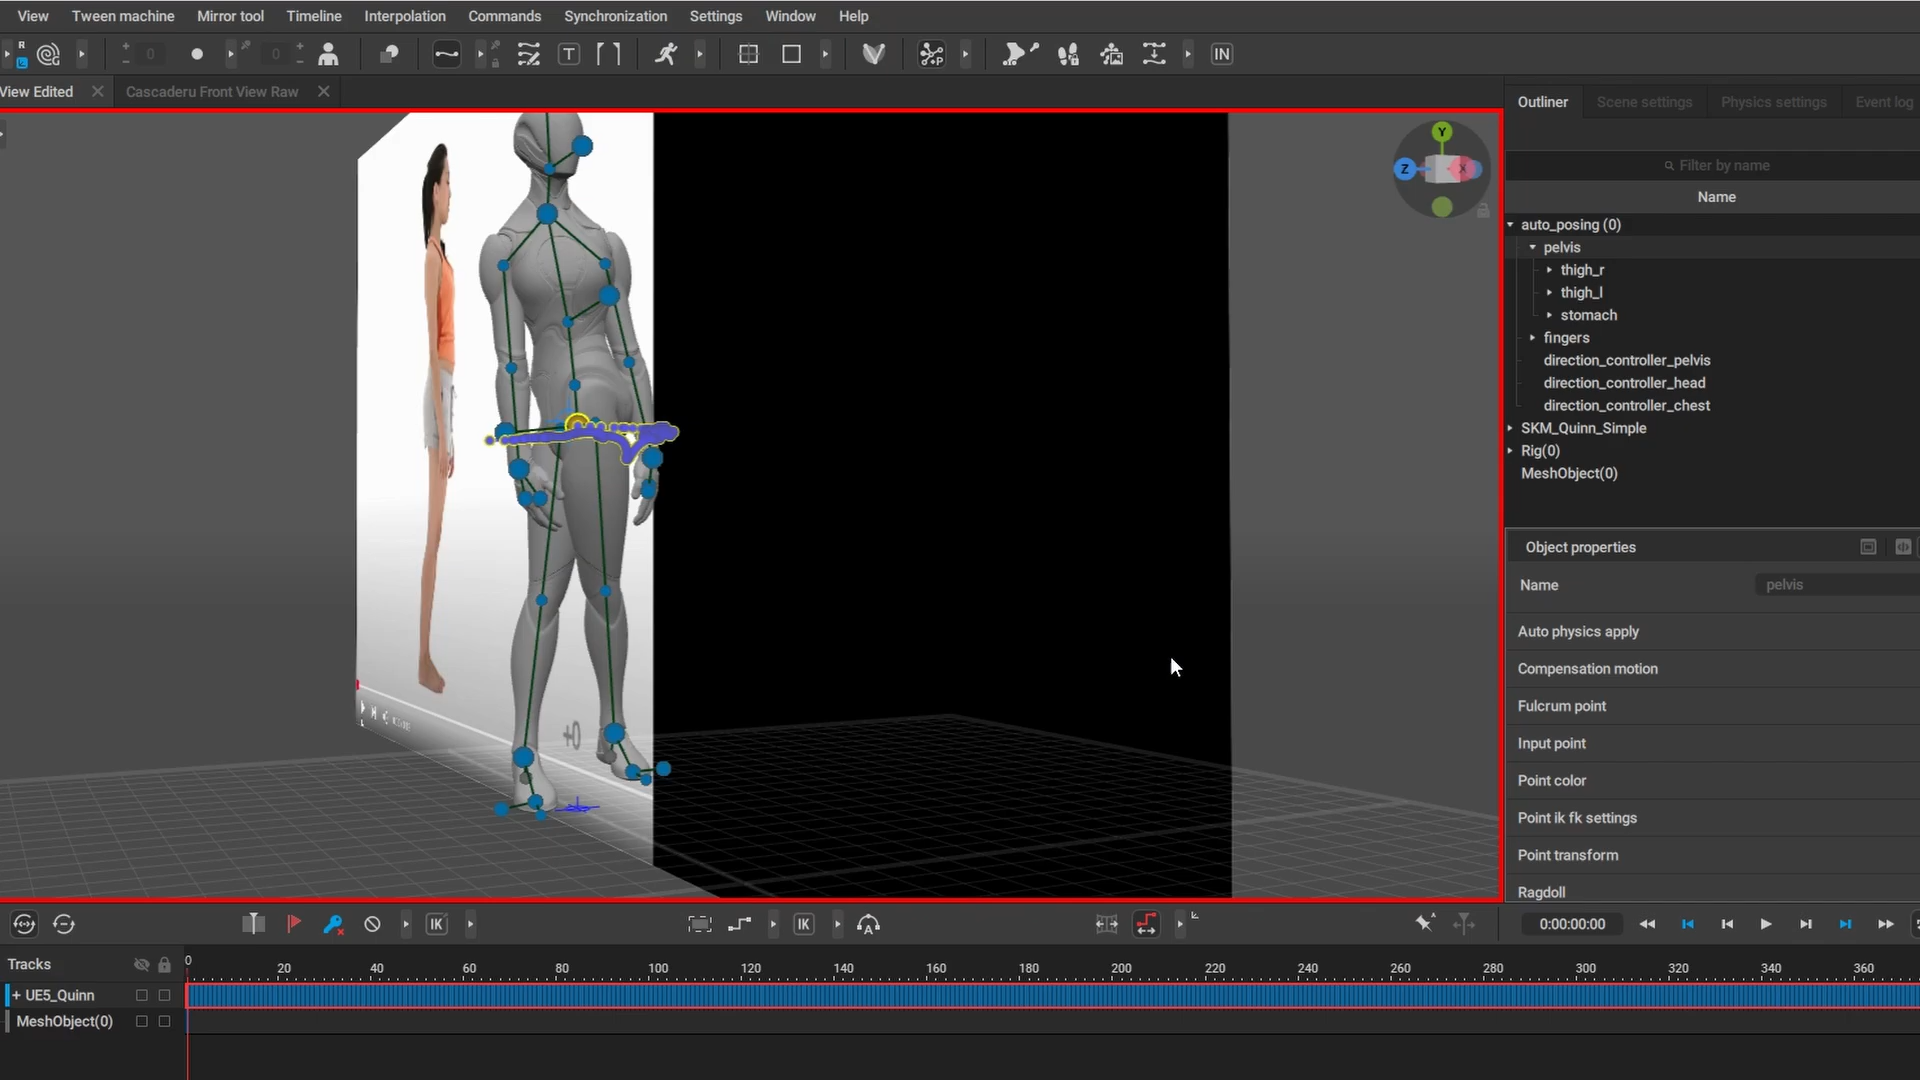 View Tween machine Mirror tool Timeline Interpolation Commands Synchronization Settings Window Help
R
L
0
0
T
P
IN
View Edited
Cascaderu Front View Raw
Outliner Scene settings Physics settings Event log
Y
Z
X
Filter by name
Name
auto_posing (0)
pelvis
thigh_r
thigh_l
stomach
fingers
direction_controller_pelvis
direction_controller_head
direction_controller_chest
SKM_Quinn_Simple
Rig(0)
MeshObject(0)
Object properties
Name pelvis
Auto physics apply
Compensation motion
Fulcrum point
Input point
Point color
Point ik fk settings
Point transform
Ragdoll
IK
IK
A
0:00:00:00
Tracks
0 20 40 60 80 100 120 140 160 180 200 220 240 260 280 300 320 340 360
+ UE5_Quinn
MeshObject(0)